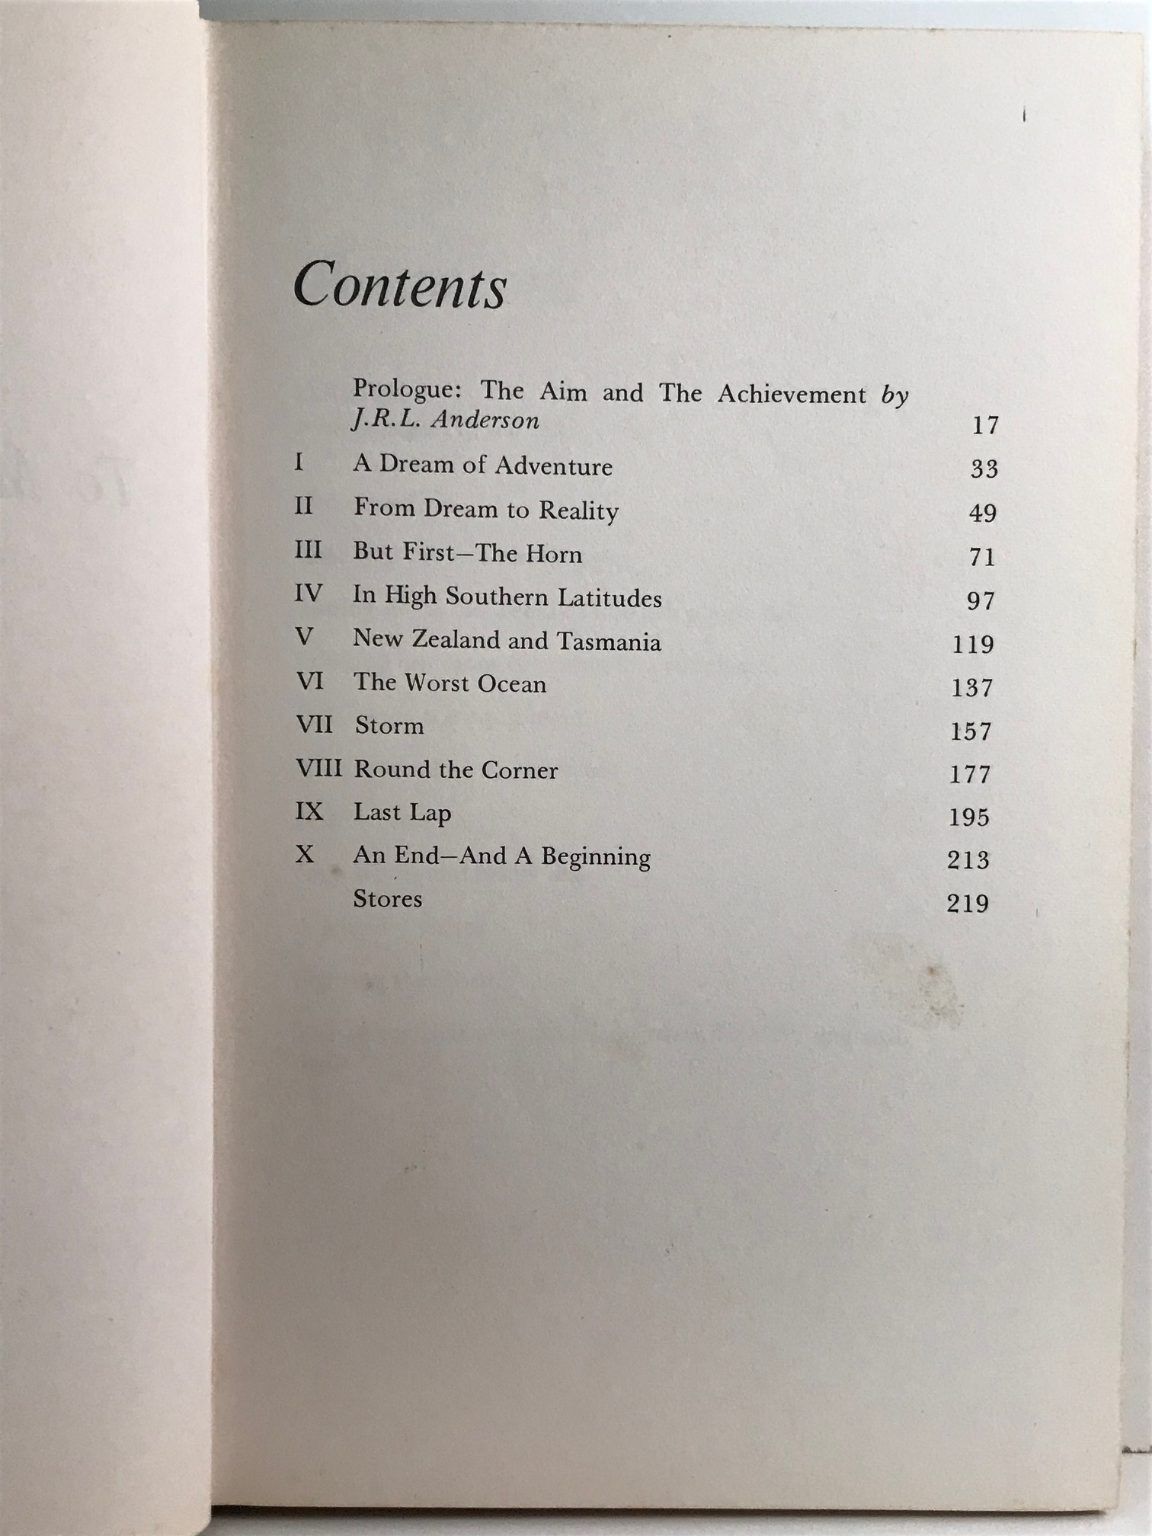 Contents
Prologue: The Aim and The Achievement by
J.R.L. Anderson 17
I A Dream of Adventure 33
II From Dream to Reality 49
III But First—The Horn 71
IV In High Southern Latitudes 97
V New Zealand and Tasmania 119
VI The Worst Ocean 137
VII Storm 157
VIII Round the Corner 177
IX Last Lap 195
X An End—And A Beginning 213
Stores 219